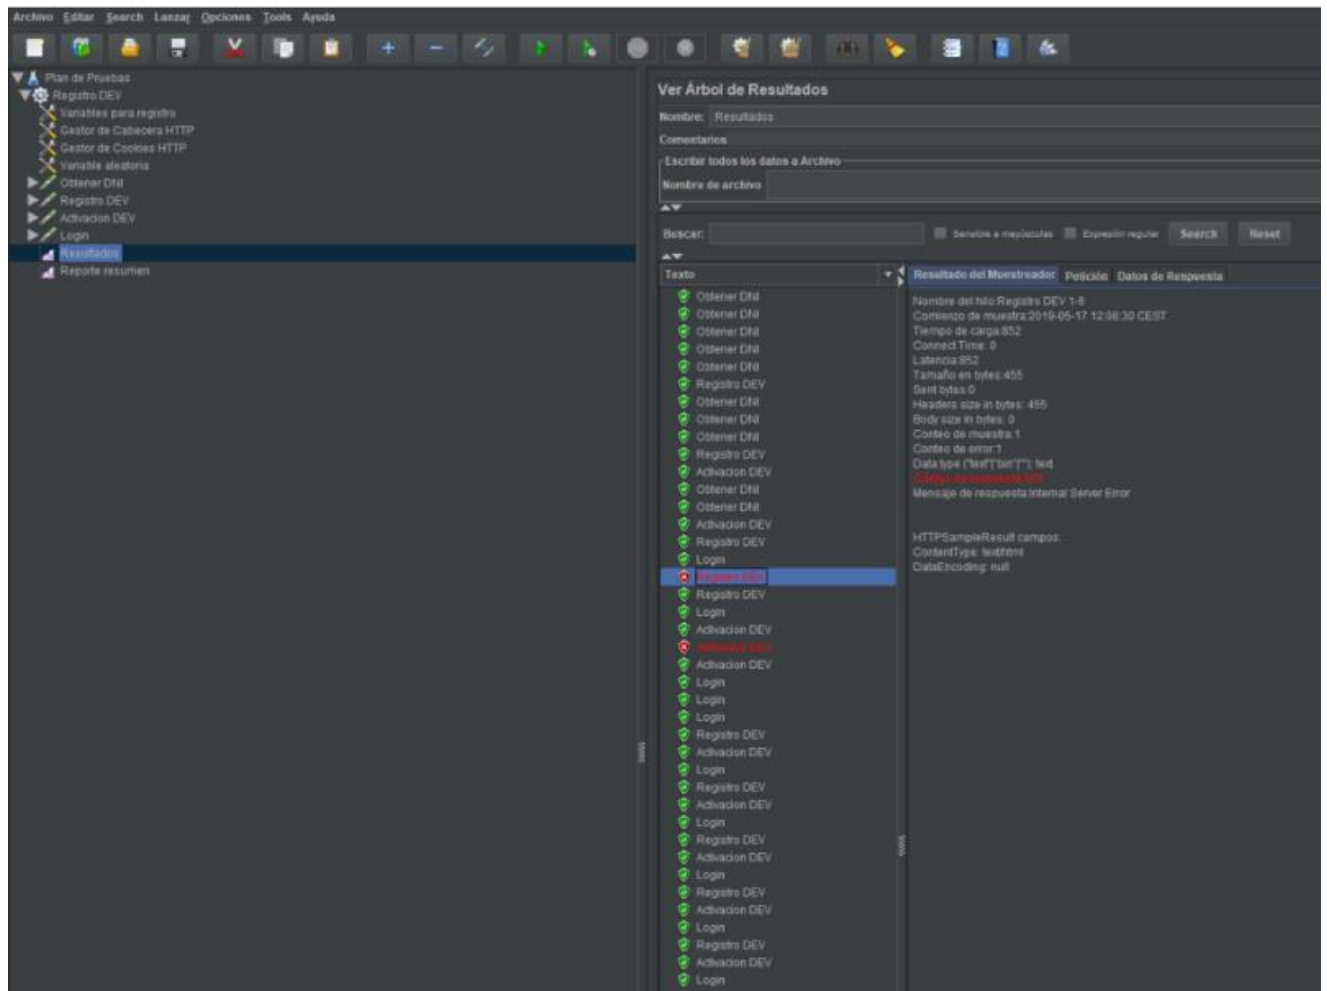 Archivo Editar Search Lanzar Opciones Tools Ayuda
Plan de Pruebas
Registro DEV
Variables para registro
Gestor de Cabecera HTTP
Gestor de Cookies HTTP
Variable aleatoria
Obtener DNI
Registro DEV
Activacion DEV
Login
Resultados
Reporte resumen
Ver Árbol de Resultados
Nombre: Resultados
Comentarios
Escribir todos los datos a Archivo
Nombre de archivo
Buscar: Sensible a mayúsculas Expresión regular Search Reset
Texto
Obtener DNI
Obtener DNI
Obtener DNI
Obtener DNI
Obtener DNI
Registro DEV
Obtener DNI
Obtener DNI
Obtener DNI
Registro DEV
Activacion DEV
Obtener DNI
Obtener DNI
Activacion DEV
Registro DEV
Login
Registro DEV
Registro DEV
Login
Activacion DEV
Activacion DEV
Activacion DEV
Login
Login
Login
Registro DEV
Activacion DEV
Login
Registro DEV
Activacion DEV
Login
Registro DEV
Activacion DEV
Login
Registro DEV
Activacion DEV
Login
Registro DEV
Activacion DEV
Login
Resultado del Muestreador Petición Datos de Respuesta
Nombre del hilo:Registro DEV 1-6
Comienzo de muestra:2019-05-17 12:08:30 CEST
Tiempo de carga:852
Connect Time: 0
Latencia:852
Tamaño en bytes:455
Sent bytes:0
Headers size in bytes: 455
Body size in bytes: 0
Conteo de muestra:1
Conteo de error:1
Data type ("text"|"bin"|""): text
Código de respuesta:
Mensaje de respuesta:Internal Server Error
HTTPSampleResult campos:
ContentType: text/html
DataEncoding: null